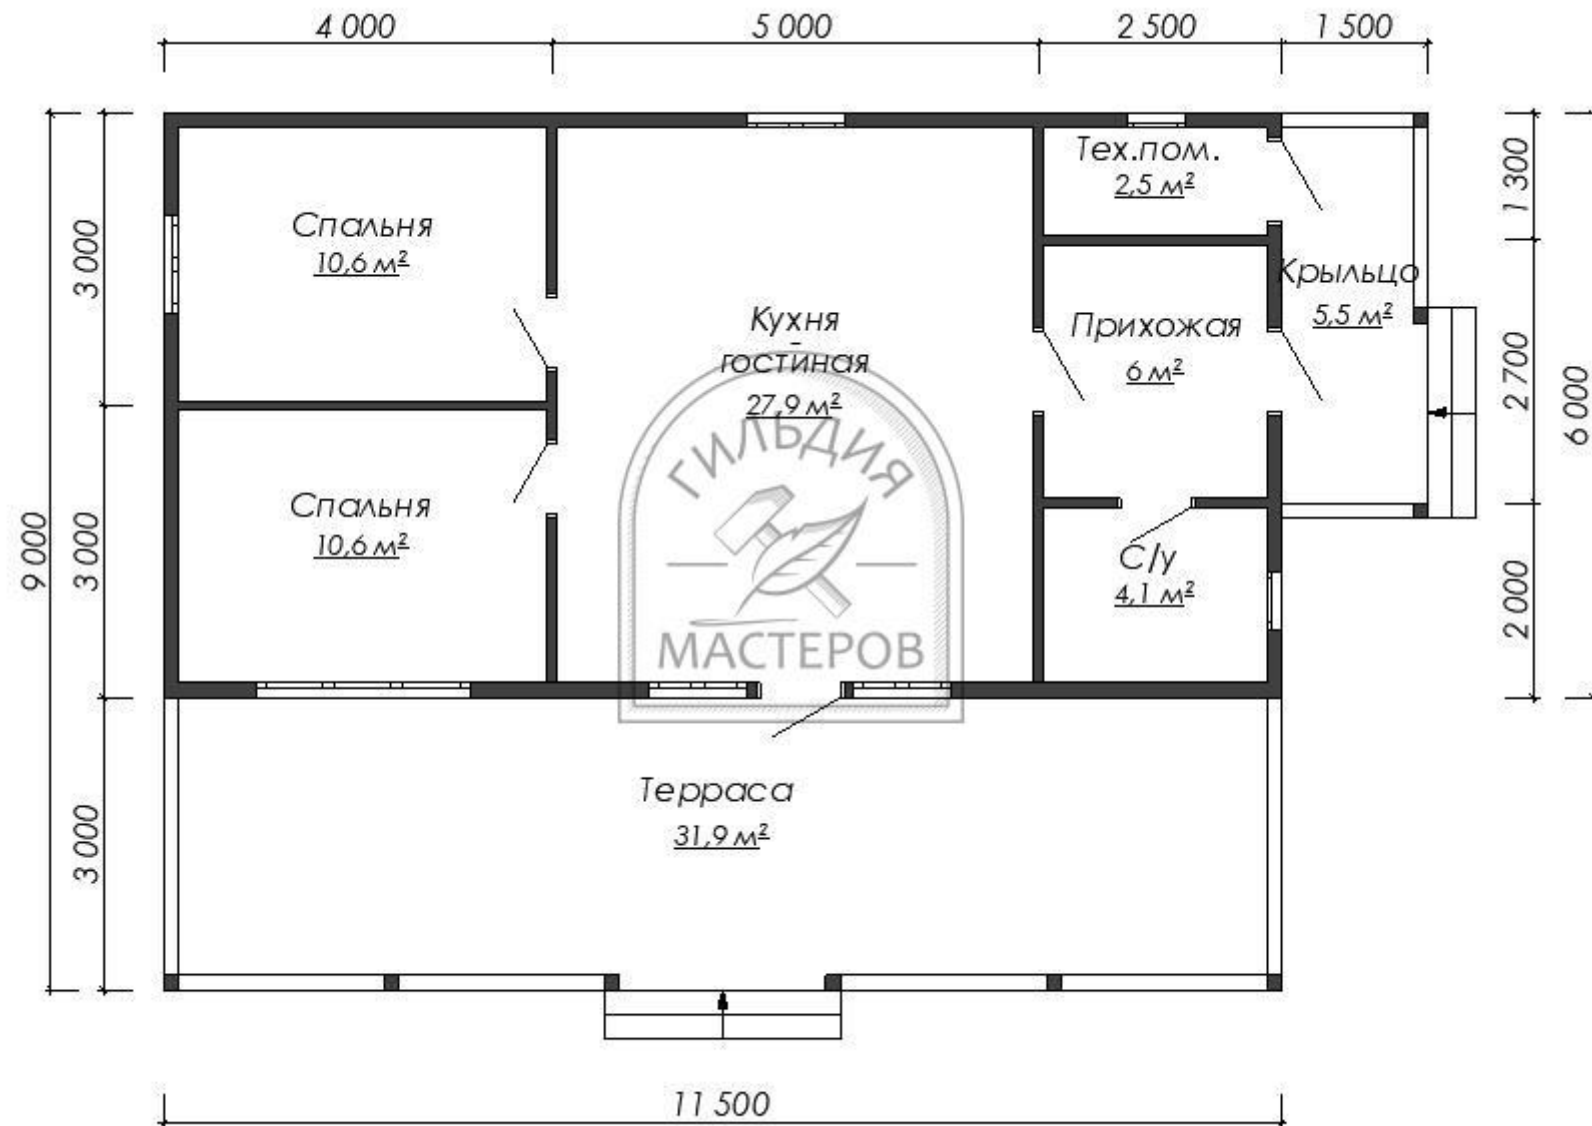 4 000
5 000
2 500
1 500
Тех.пом.
2,5 м²
1 300
Спальня
10,6 м²
3 000
Крыльцо
5,5 м²
Кухня
-
гостиная
27,9 м²
Прихожая
6 м²
2 700
6 000
ГИЛЬДИЯ
МАСТЕРОВ
Спальня
10,6 м²
9 000
3 000
С/у
4,1 м²
2 000
Терраса
31,9 м²
3 000
11 500